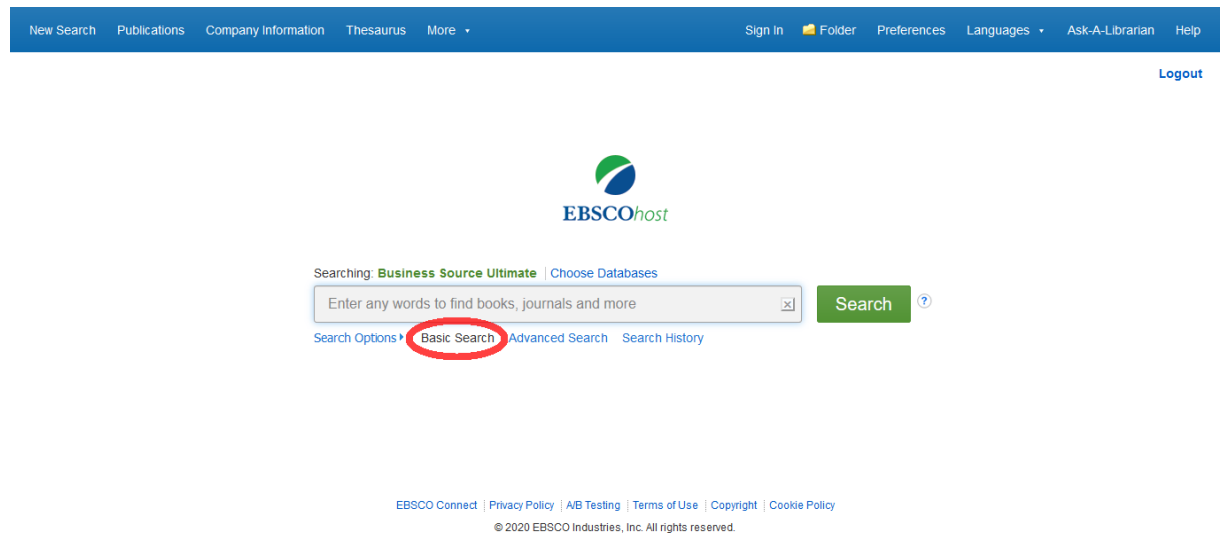 New Search Publications Company Information Thesaurus More Sign In Folder Preferences Languages Ask-A-Librarian Help
Logout
EBSCOhost
Searching: Business Source Ultimate | Choose Databases
Enter any words to find books, journals and more x Search ?
Search Options Basic Search Advanced Search Search History
EBSCO Connect | Privacy Policy | A/B Testing | Terms of Use | Copyright | Cookie Policy
© 2020 EBSCO Industries, Inc. All rights reserved.